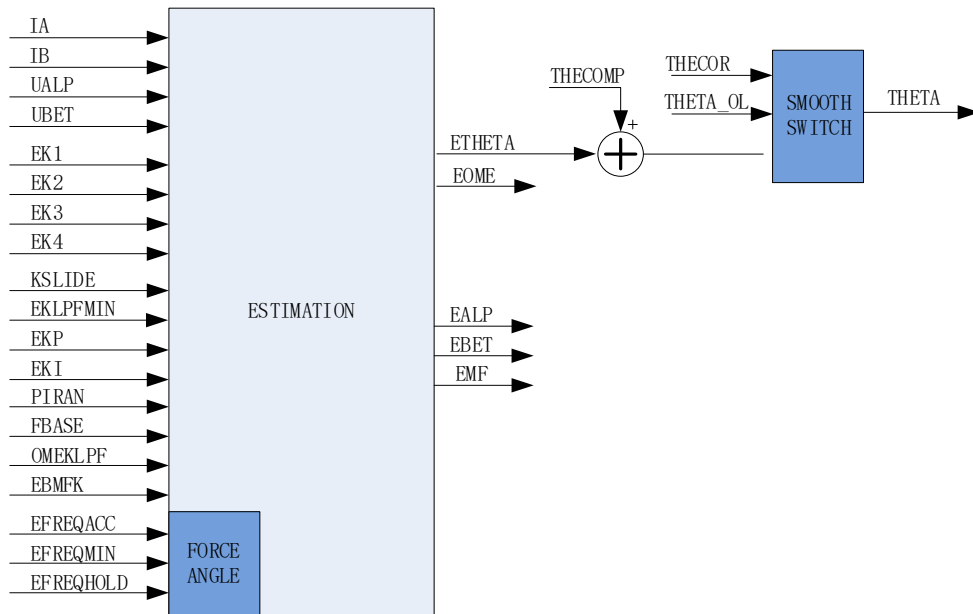 IA
IB
UALP
UBET
EK1
EK2
EK3
EK4
KSLIDE
EKLPFMIN
EKP
EKI
PIRAN
FBASE
OMEKLPF
EBMFK
EFREQACC
EFREQMIN
EFREQHOLD
FORCE
ANGLE
ESTIMATION
ETHETA
EOME
EALP
EBET
EMF
THECOMP
+
THECOR
THETA_OL
SMOOTH
SWITCH
THETA